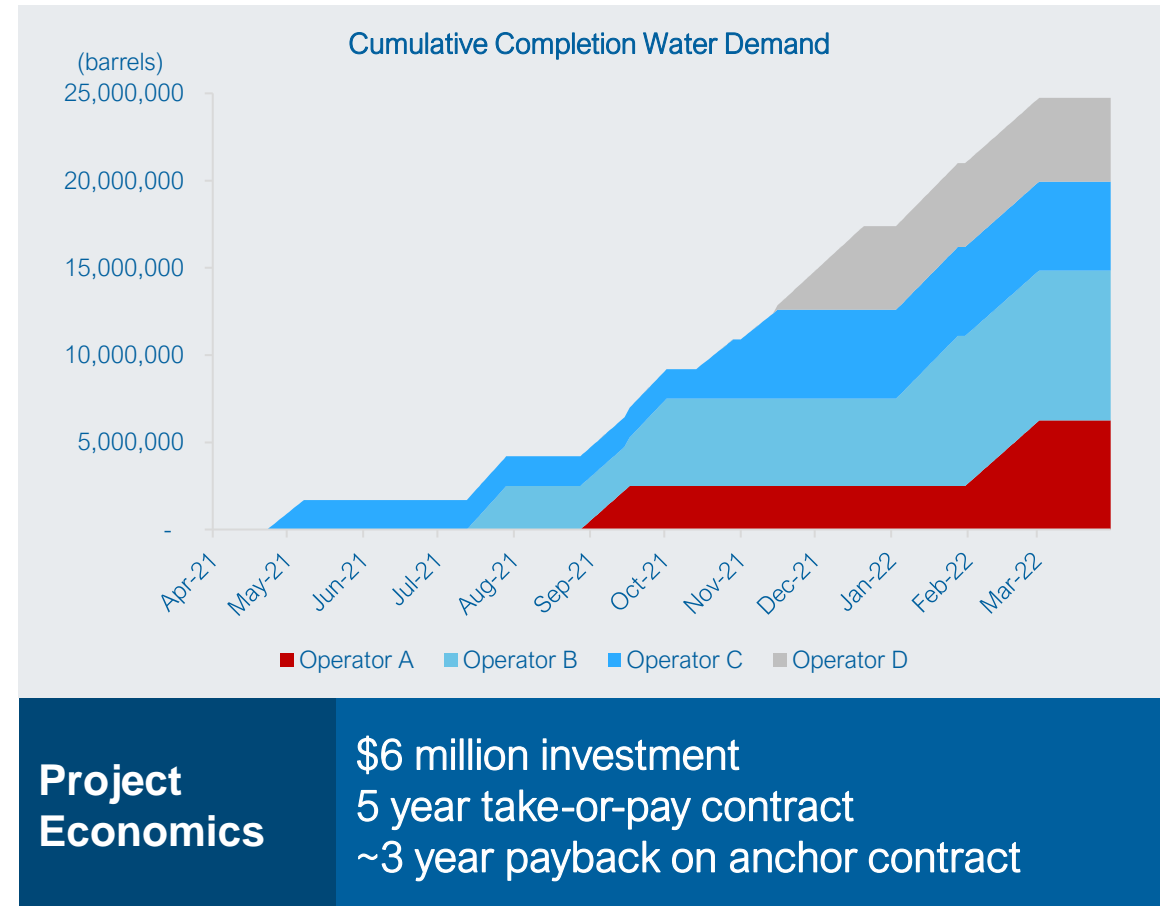 Cumulative Completion Water Demand
(barrels)
25,000,000
20,000,000
15,000,000
10,000,000
5,000,000
-
Apr-21
May-21
Jun-21
Jul-21
Aug-21
Sep-21
Oct-21
Nov-21
Dec-21
Jan-22
Feb-22
Mar-22
Operator A Operator B Operator C Operator D
Project
Economics
$6 million investment
5 year take-or-pay contract
~3 year payback on anchor contract